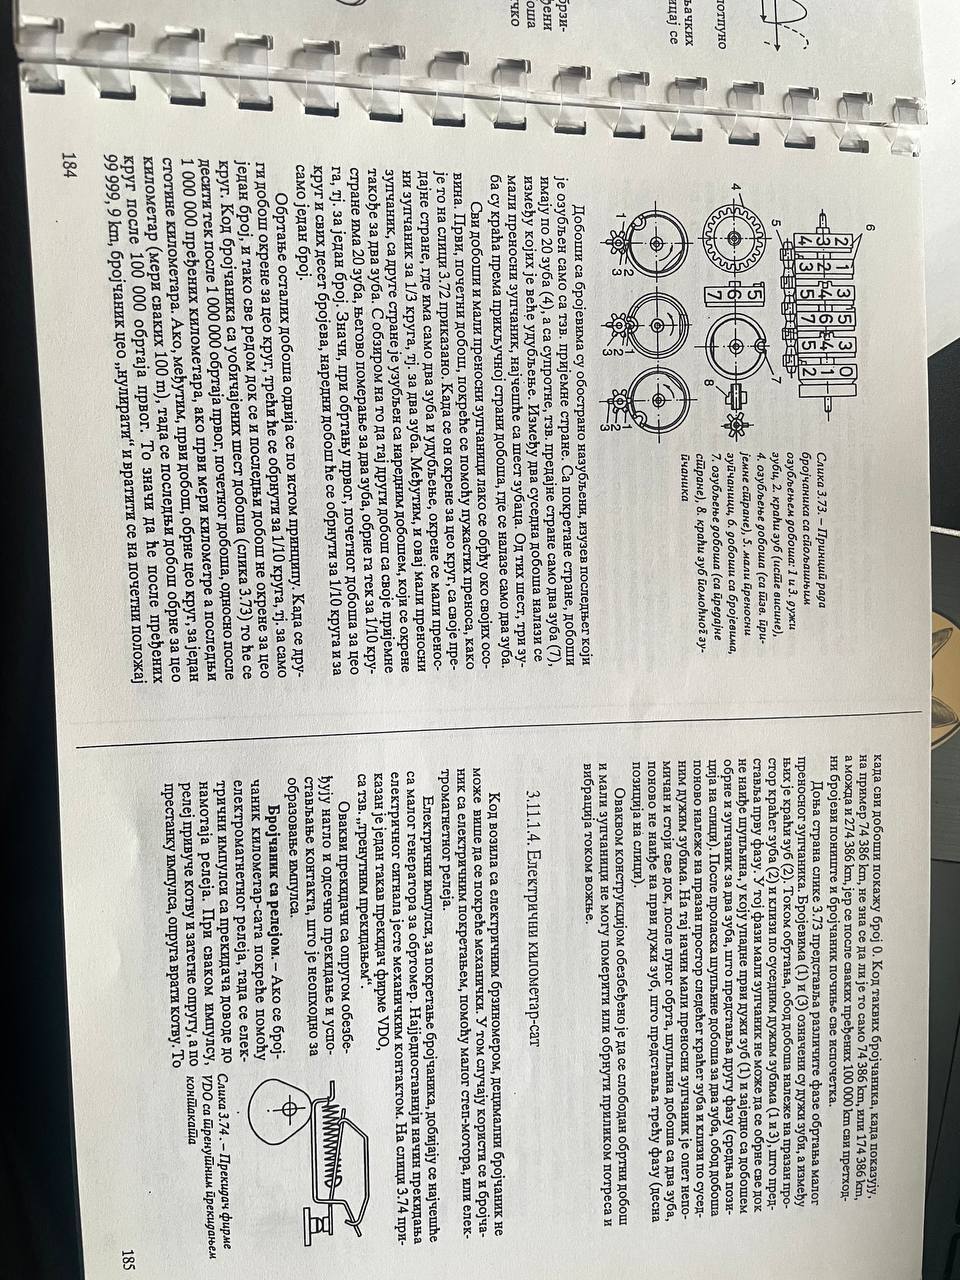 Слика 3.73. – Принцип рада
бројчаника са спољашњим
озубљењем добоша: 1 и 3. дужи
зуби, 2. краћи зуб (исте висине),
4. озубљење добоша (са тзв. при-
јемне стране), 5. мали преносни
зупчаници, 6. добоши са бројевима,
7. озубљење добоша (са предајне
стране), 8. краћи зуб помоћног зу-
пчаника
Добоши са бројевима су обострано назубљени, изузев последњег који
је озубљен само са тзв. пријемне стране. Са покретане стране, добоши
имају по 20 зуба (4), а са супротне, тзв. предајне стране само два зуба (7),
између којих је веће удубљење. Између два суседна добоша налази се
мали преносни зупчаник, најчешће са шест зубаца. Од тих шест, три зу-
ба су краћа према прикључној страни добоша, где се налазе само два зуба.
Сви добоши и мали преносни зупчаници лако се обрћу око својих осо-
вина. Први, почетни добош, покреће се помоћу пужастих преноса, како
је то на слици 3.72 приказано. Када се он окрене за цео круг, са своје пре-
дајне стране, где има само два зуба и удубљење, окрене се мали пренос-
ни зупчаник за 1/3 круга, тј. за два зуба. Међутим, и овај мали преносни
зупчаник, са друге стране је узубљен са наредним добошем, који се окрене
такође за два зуба. С обзиром на то да тај други добош са своје пријемне
стране има 20 зуба, његово померање за два зуба, обрне га тек за 1/10 кру-
га, тј. за један број. Значи, при обртању првог, почетног добоша за цео
круг и свих десет бројева, наредни добош ће се обрнути за 1/10 круга и за
само један број.
Обртање осталих добоша одвија се по истом принципу. Када се дру-
ги добош окрене за цео круг, трећи ће се обрнути за 1/10 круга, тј. за само
један број, и тако све редом док се и последњи добош не окрене за цео
круг. Код бројчаника са уобичајених шест добоша (слика 3.73) то ће се
десити тек после 1 000 000 обртаја првог, почетног добоша, односно после
1 000 000 пређених километара, ако први мери километре а последњи
стотине километара. Ако, међутим, први добош, обрне цео круг, за један
километар (мери сваких 100 m), тада се последњи добош обрне за цео
круг после 100 000 обртаја првог. То значи да ће после пређених
99 999, 9 km, бројчаник цео „нулирати“ и вратити се на почетни положај
184
када сви добоши покажу број 0. Код таквих бројчаника, када показују,
на пример 74 386 km, не зна се да ли је то само 74 386 km, или 174 386 km,
а можда и 274 386 km, јер се после сваких пређених 100 000 km сви претход-
ни бројеви пониште и бројчаник почиње све испочетка.
Доња страна слике 3.73 представља различите фазе обртања малог
преносног зупчаника. Бројевима (1) и (3) означени су дужи зуби, а између
њих је краћи зуб (2). Током обртања, обод добоша належе на празан про-
стор краћег зуба (2) и клизи по суседним дужим зубима (1 и 3), што пред-
ставља прву фазу. У тој фази мали зупчаник не може да се обрне све док
не наиђе шупљина, у коју упадне први дужи зуб (1) и заједно са добошем
обрне и зупчаник за два зуба, што представља другу фазу (средња пози-
ција на слици). После проласка шупљине добоша за два зуба, обод добоша
поново належе на празан простор следећег краћег зуба и клизи по сусед-
ним дужим зубима. На тај начин мали преносни зупчаник је опет непо-
мичан и стоји све док, после пуног обрта, шупљина добоша са два зуба,
поново не наиђе на први дужи зуб, што представља трећу фазу (десна
позиција на слици).
Оваквом конструкцијом обезбеђено је да се слободан обртни добош
и мали зупчаници не могу померити или обрнути приликом потреса и
вибрација током вожње.
3.11.1.4. Електрични километар-сат
Код возила са електричним брзиномером, децимални бројчаник не
може више да се покреће механички. У том случају користи се и бројча-
ник са електричним покретањем, помоћу малог степ-мотора, или елек-
тромагнетног релеја.
Електрични импулси, за покретање бројчаника, добијају се најчешће
са малог генератора за обртомер. Наједноставнији начин прекидања
електричног сигнала јесте механичким контактом. На слици 3.74 при-
казан је један такав прекидач фирме VDO,
са тзв. „тренутним прекидањем“.
Овакви прекидачи са опругом обезбе-
ђују нагло и одсечно прекидање и успо-
стављање контакта, што је неопходно за
образовање импулса.
Бројчаник са релејом. – Ако се број-
чаник километар-сата покреће помоћу
електромагнетног релеја, тада се елек-
трични импулси са прекидача доводе до
намотаја релеја. При сваком импулсу,
релеј привуче котву и затегне опругу, а по
престанку импулса, опруга врати котву. То
Слика 3.74. – Прекидач фирме
VDO са тренутним прекидањем
контакта
185